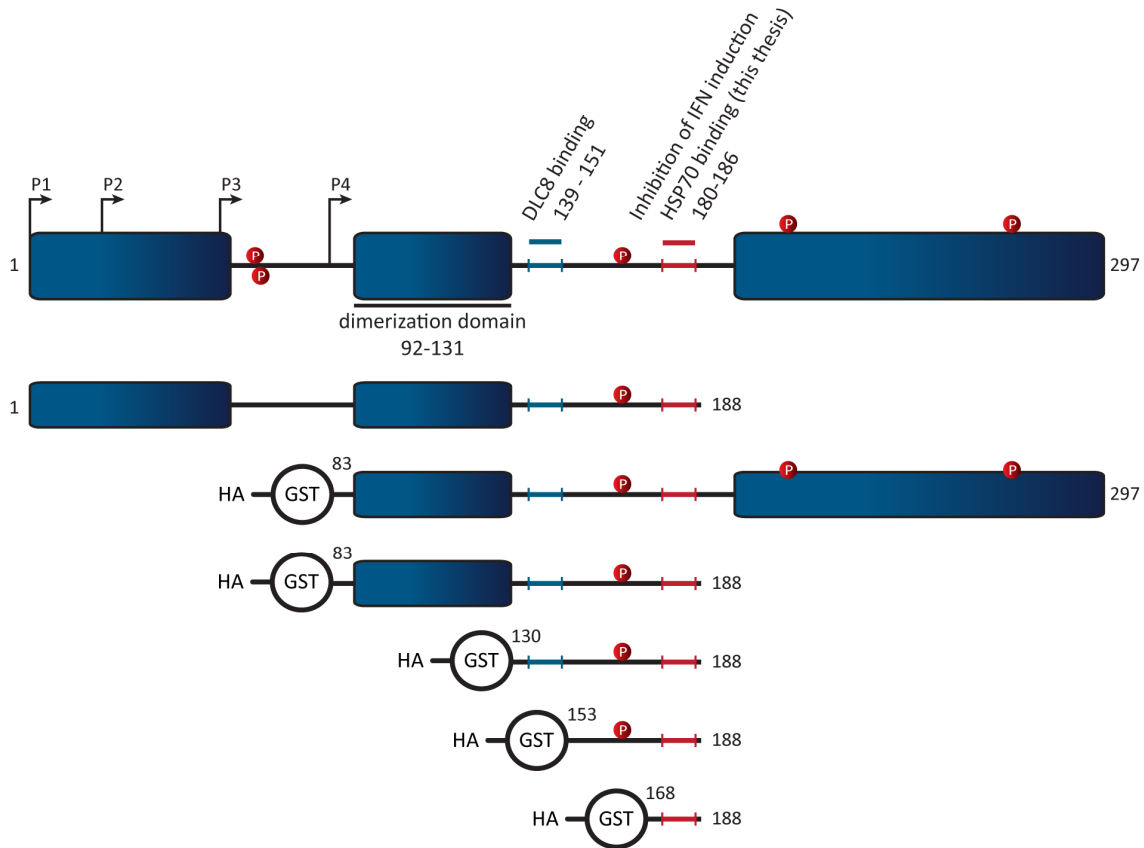 Inhibition of IFN induction
HSP70 binding (this thesis)
180-186
DLC8 binding
139 - 151
P1
P2
P3
P4
P
P
P
P
P
1
297
dimerization domain
92-131
P
1
188
83
P
P
P
HA
GST
297
83
P
HA
GST
188
130
P
HA
GST
188
153
P
HA
GST
188
168
HA
GST
188